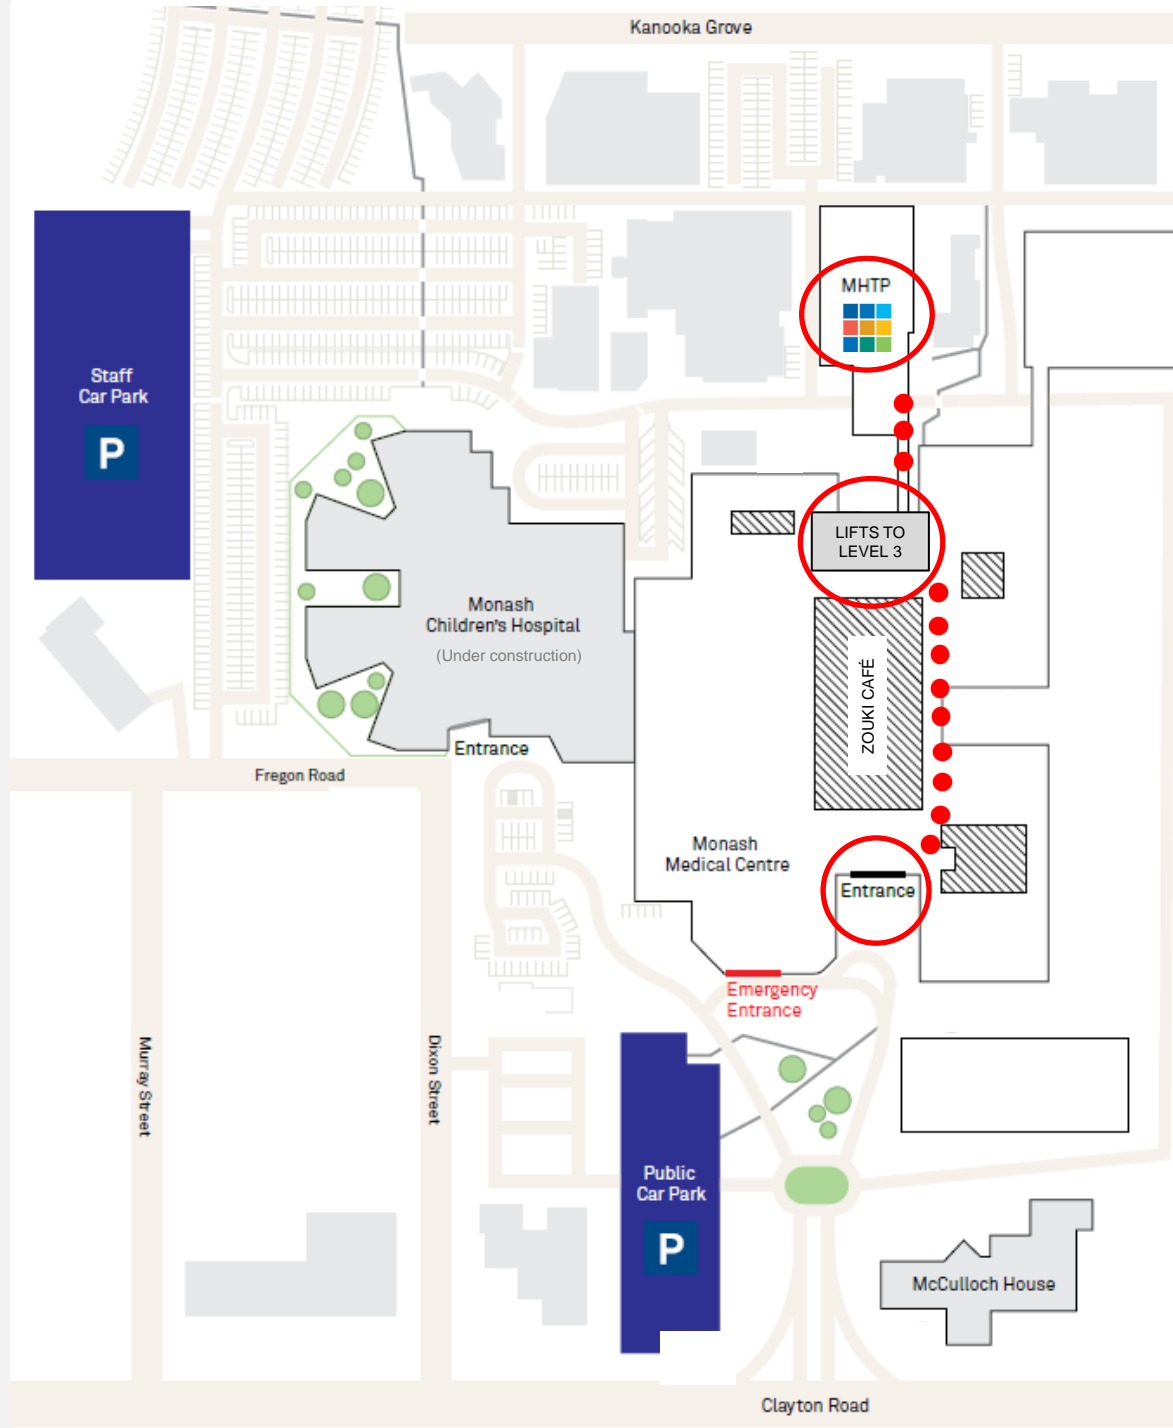 Kanooka Grove
MHTP
Staff
Car Park
P
LIFTS TO
LEVEL 3
Monash
Children's Hospital
(Under construction)
ZOUKI CAFÉ
Entrance
Fregon Road
Monash
Medical Centre
Entrance
Emergency
Entrance
Murray Street
Dixon Street
Public
Car Park
P
McCulloch House
Clayton Road